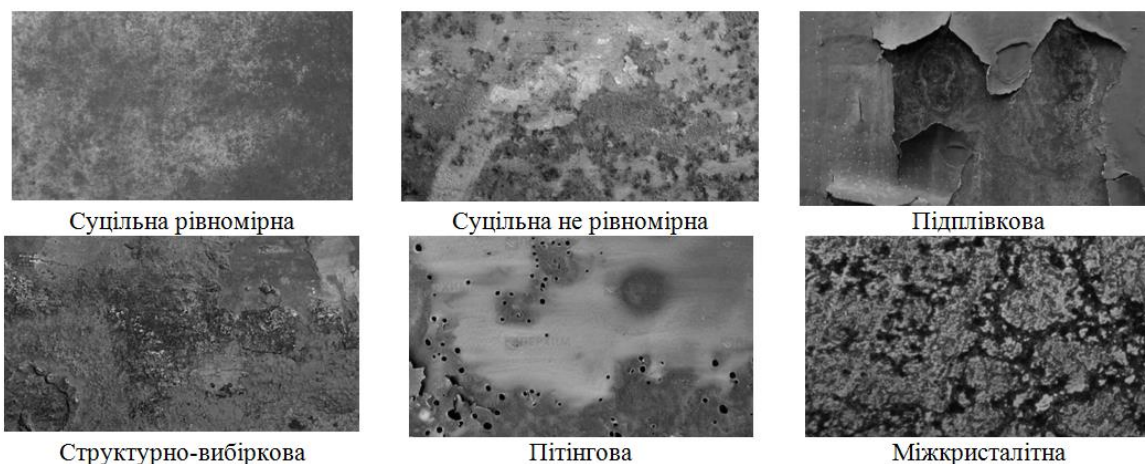 Суцільна рівномірна
Суцільна не рівномірна
Підплівкова
Структурно-вибіркова
Пітінгова
Міжкристалітна